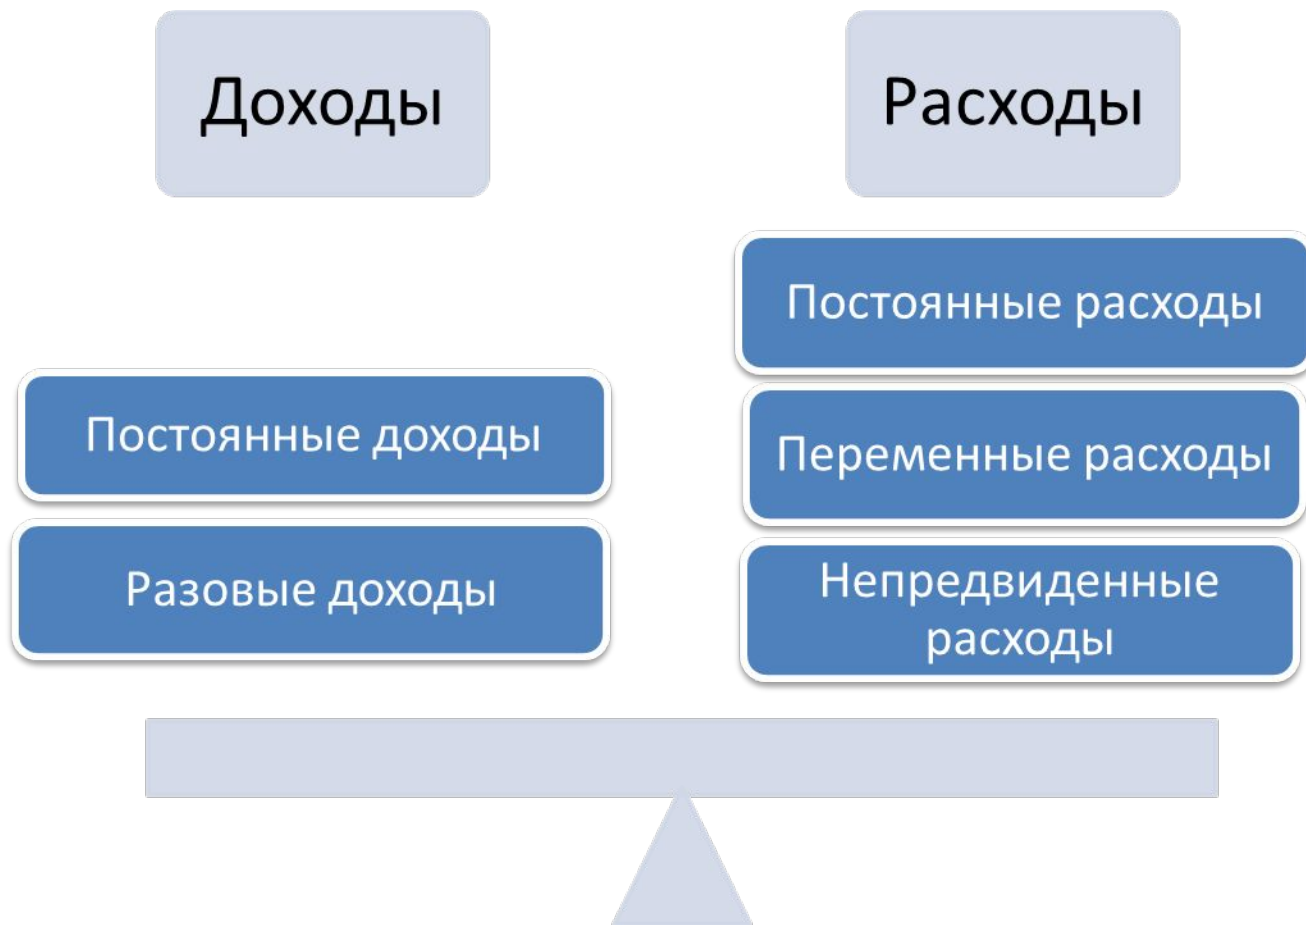 Доходы
Расходы
Постоянные доходы
Разовые доходы
Постоянные расходы
Переменные расходы
Непредвиденные
расходы